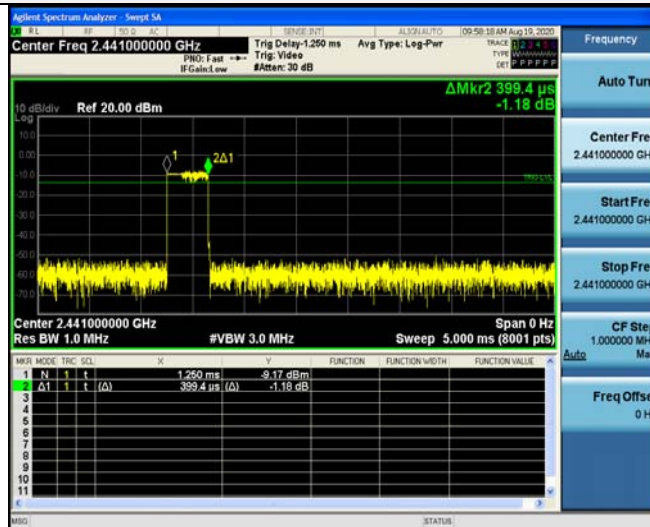 Agilent Spectrum Analyzer - Swept SA
RL RF 50 Ω AC SENSE:INT ALIGN AUTO 09:58:18 AM Aug 19, 2020
Center Freq 2.441000000 GHz
PNO: Fast
IFGain:Low
Trig Delay-1.250 ms
Trig: Video
#Atten: 30 dB
Avg Type: Log-Pwr
TRACE 1 2 3 4 5 6
TYPE
DET P P P P P P
ΔMkr2 399.4 µs
-1.18 dB
10 dB/div Ref 20.00 dBm
Log
10.0
0.00
-10.0
-20.0
-30.0
-40.0
-50.0
-60.0
-70.0
1
2Δ1
TRIG LVL
Center 2.441000000 GHz Span 0 Hz
Res BW 1.0 MHz #VBW 3.0 MHz Sweep 5.000 ms (8001 pts)
MKR MODE TRC SCL X Y FUNCTION FUNCTION WIDTH FUNCTION VALUE
1 N 1 t 1.250 ms -9.17 dBm
2 Δ1 1 t (Δ) 399.4 µs (Δ) -1.18 dB
3
4
5
6
7
8
9
10
11
MSG STATUS
Frequency
Auto Tun
Center Fre
2.441000000 GH
Start Fre
2.441000000 GH
Stop Fre
2.441000000 GH
CF Ste
1.000000 MH
Auto Ma
Freq Offse
0 H